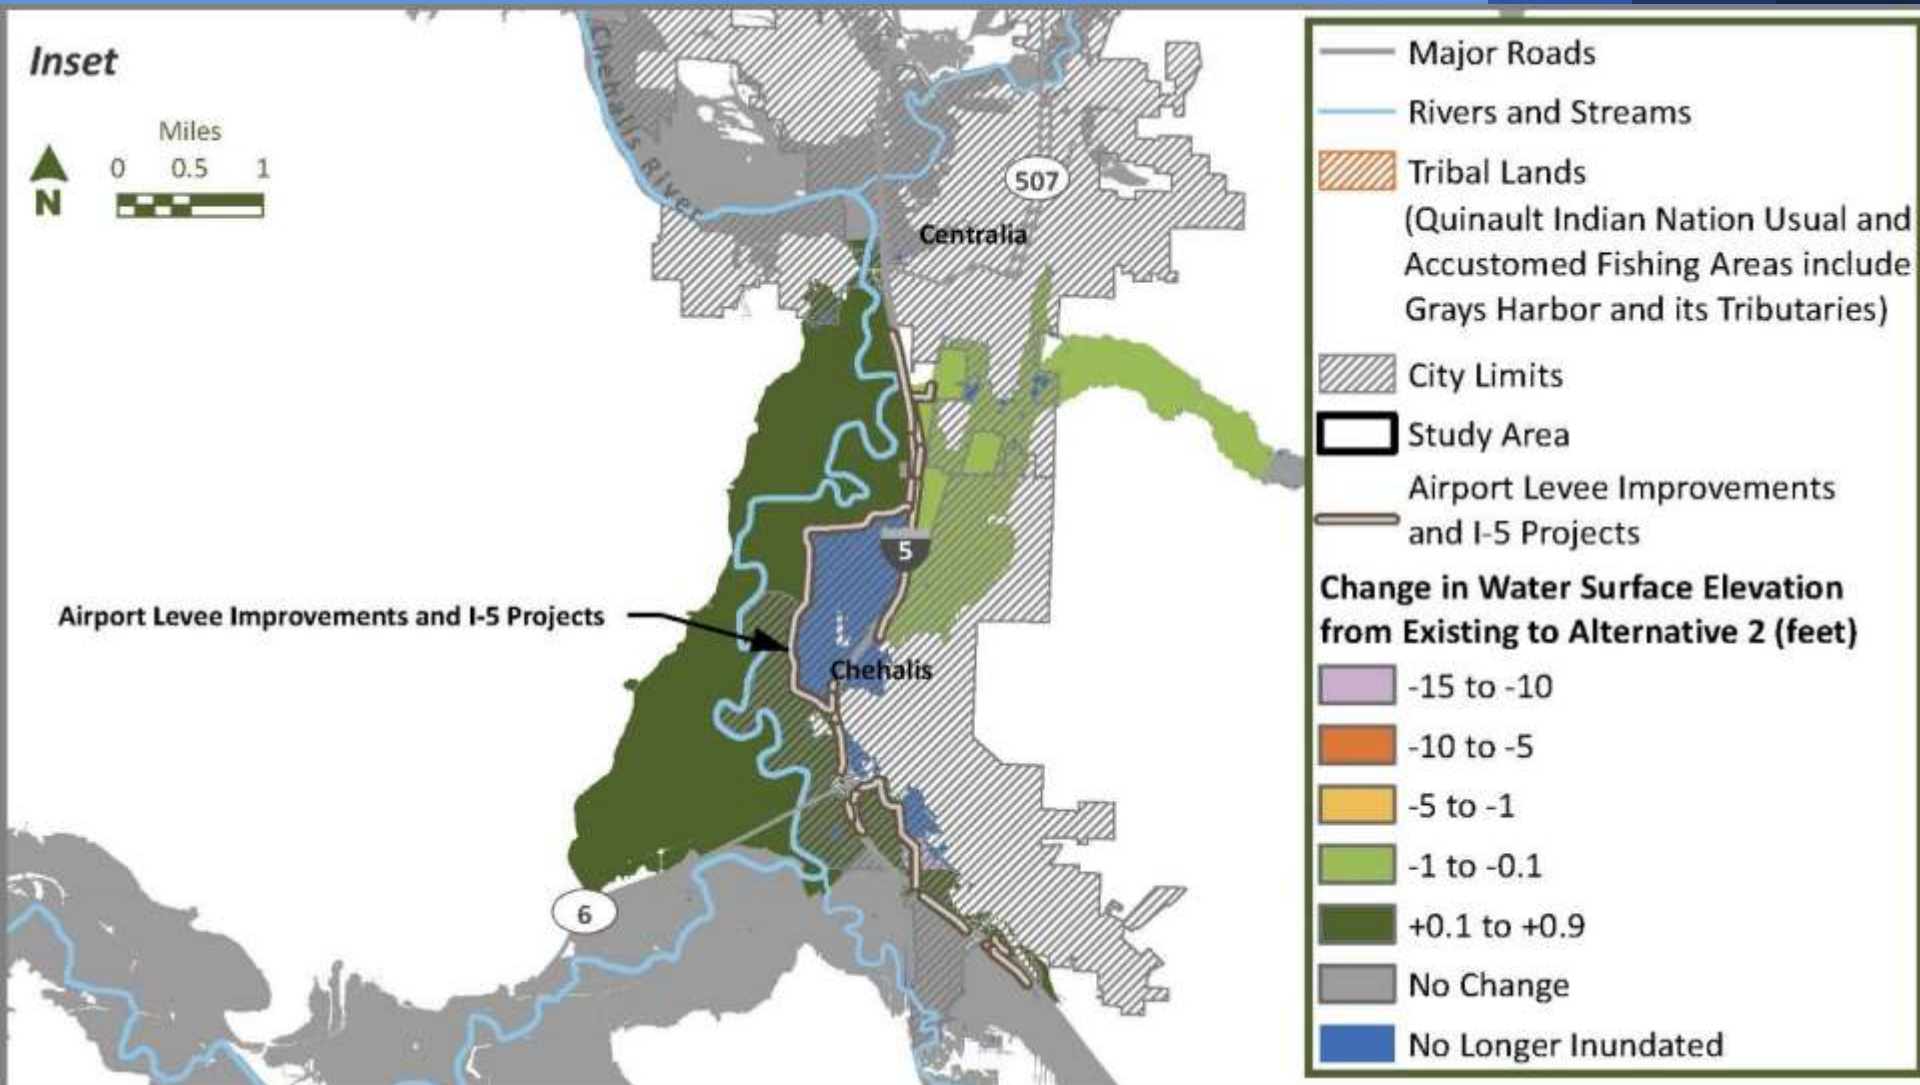 Inset
Miles
0 0.5 1
N
Chehalis River
507
Centralia
5
Airport Levee Improvements and I-5 Projects
Chehalis
6
Major Roads
Rivers and Streams
Tribal Lands
(Quinault Indian Nation Usual and
Accustomed Fishing Areas include
Grays Harbor and its Tributaries)
City Limits
Study Area
Airport Levee Improvements
and I-5 Projects
Change in Water Surface Elevation
from Existing to Alternative 2 (feet)
-15 to -10
-10 to -5
-5 to -1
-1 to -0.1
+0.1 to +0.9
No Change
No Longer Inundated